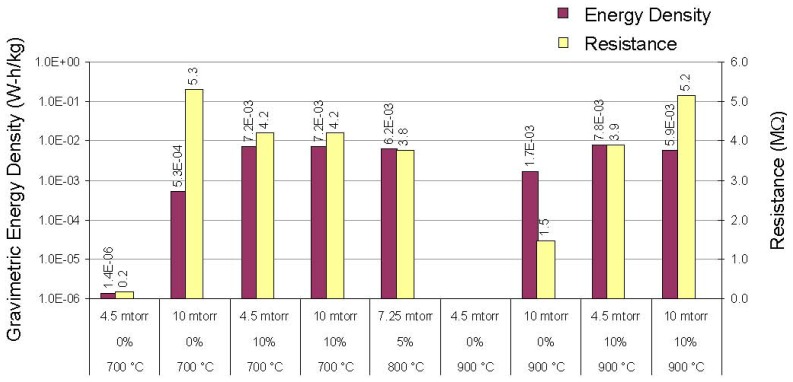 Energy Density
Resistance
Gravimetric Energy Density (W-h/kg)
Resistance (MΩ)
1.0E+00
1.0E-01
1.0E-02
1.0E-03
1.0E-04
1.0E-05
1.0E-06
6.0
5.0
4.0
3.0
2.0
1.0
0.0
1.4E-06
0.2
5.3E-04
5.3
7.2E-03
4.2
7.2E-03
4.2
6.2E-03
3.8
1.7E-03
1.5
7.8E-03
3.9
5.9E-03
5.2
4.5 mtorr 10 mtorr 4.5 mtorr 10 mtorr 7.25 mtorr 4.5 mtorr 10 mtorr 4.5 mtorr 10 mtorr
0% 0% 10% 10% 5% 0% 0% 10% 10%
700 °C 700 °C 700 °C 700 °C 800 °C 900 °C 900 °C 900 °C 900 °C